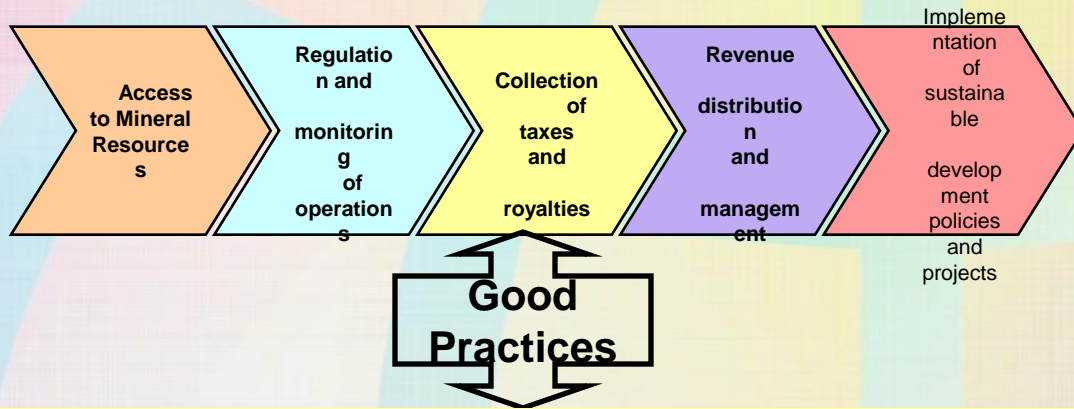 Access
to Mineral
Resource
s
Regulatio
n and
monitorin
g
of
operation
s
Collection
of
taxes
and
royalties
Revenue
distributio
n
and
managem
ent
Impleme
ntation
of
sustaina
ble
develop
ment
policies
and
projects
Good
Practices